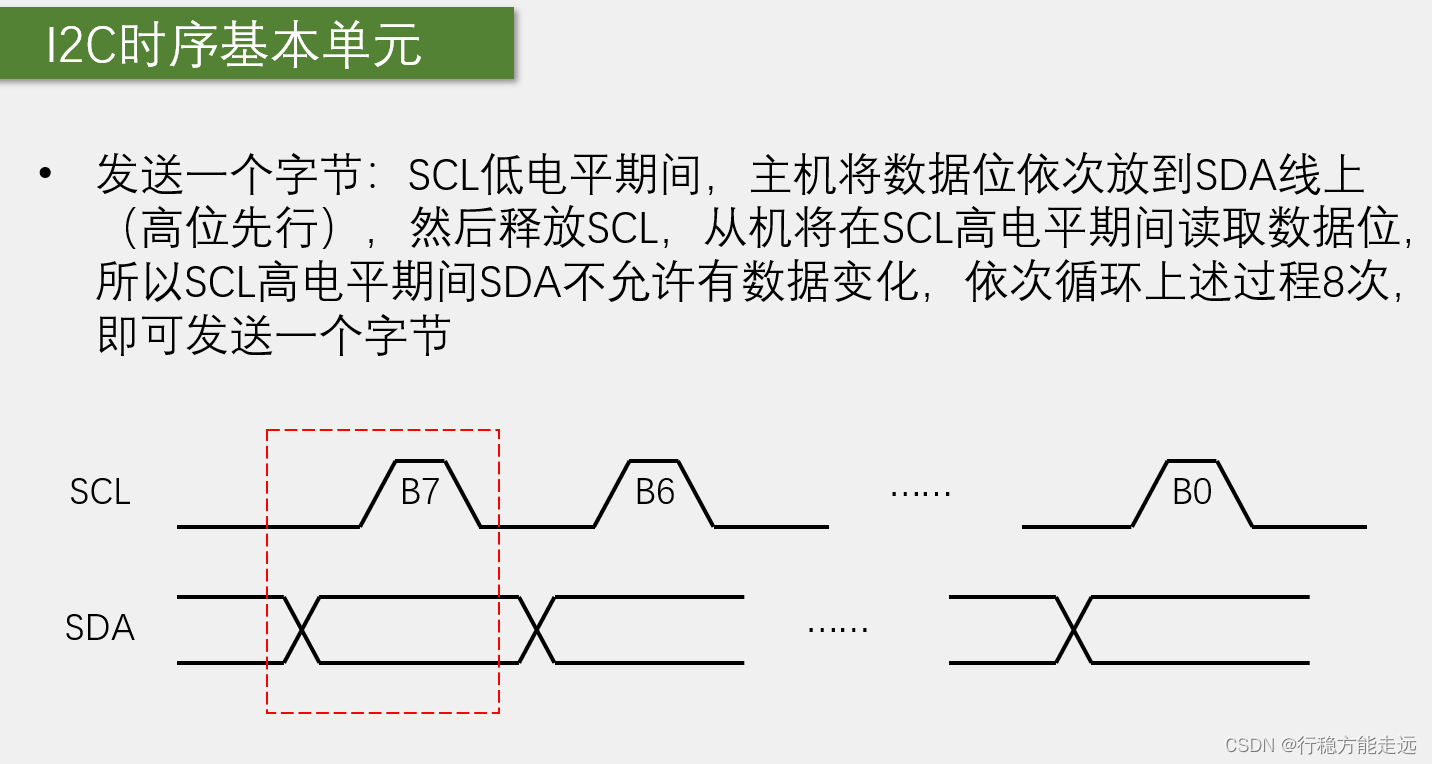 I2C时序基本单元
• 发送一个字节：SCL低电平期间，主机将数据位依次放到SDA线上
（高位先行），然后释放SCL，从机将在SCL高电平期间读取数据位，
所以SCL高电平期间SDA不允许有数据变化，依次循环上述过程8次，
即可发送一个字节
SCL B7 B6 …… B0
SDA ……
CSDN @行稳方能走远